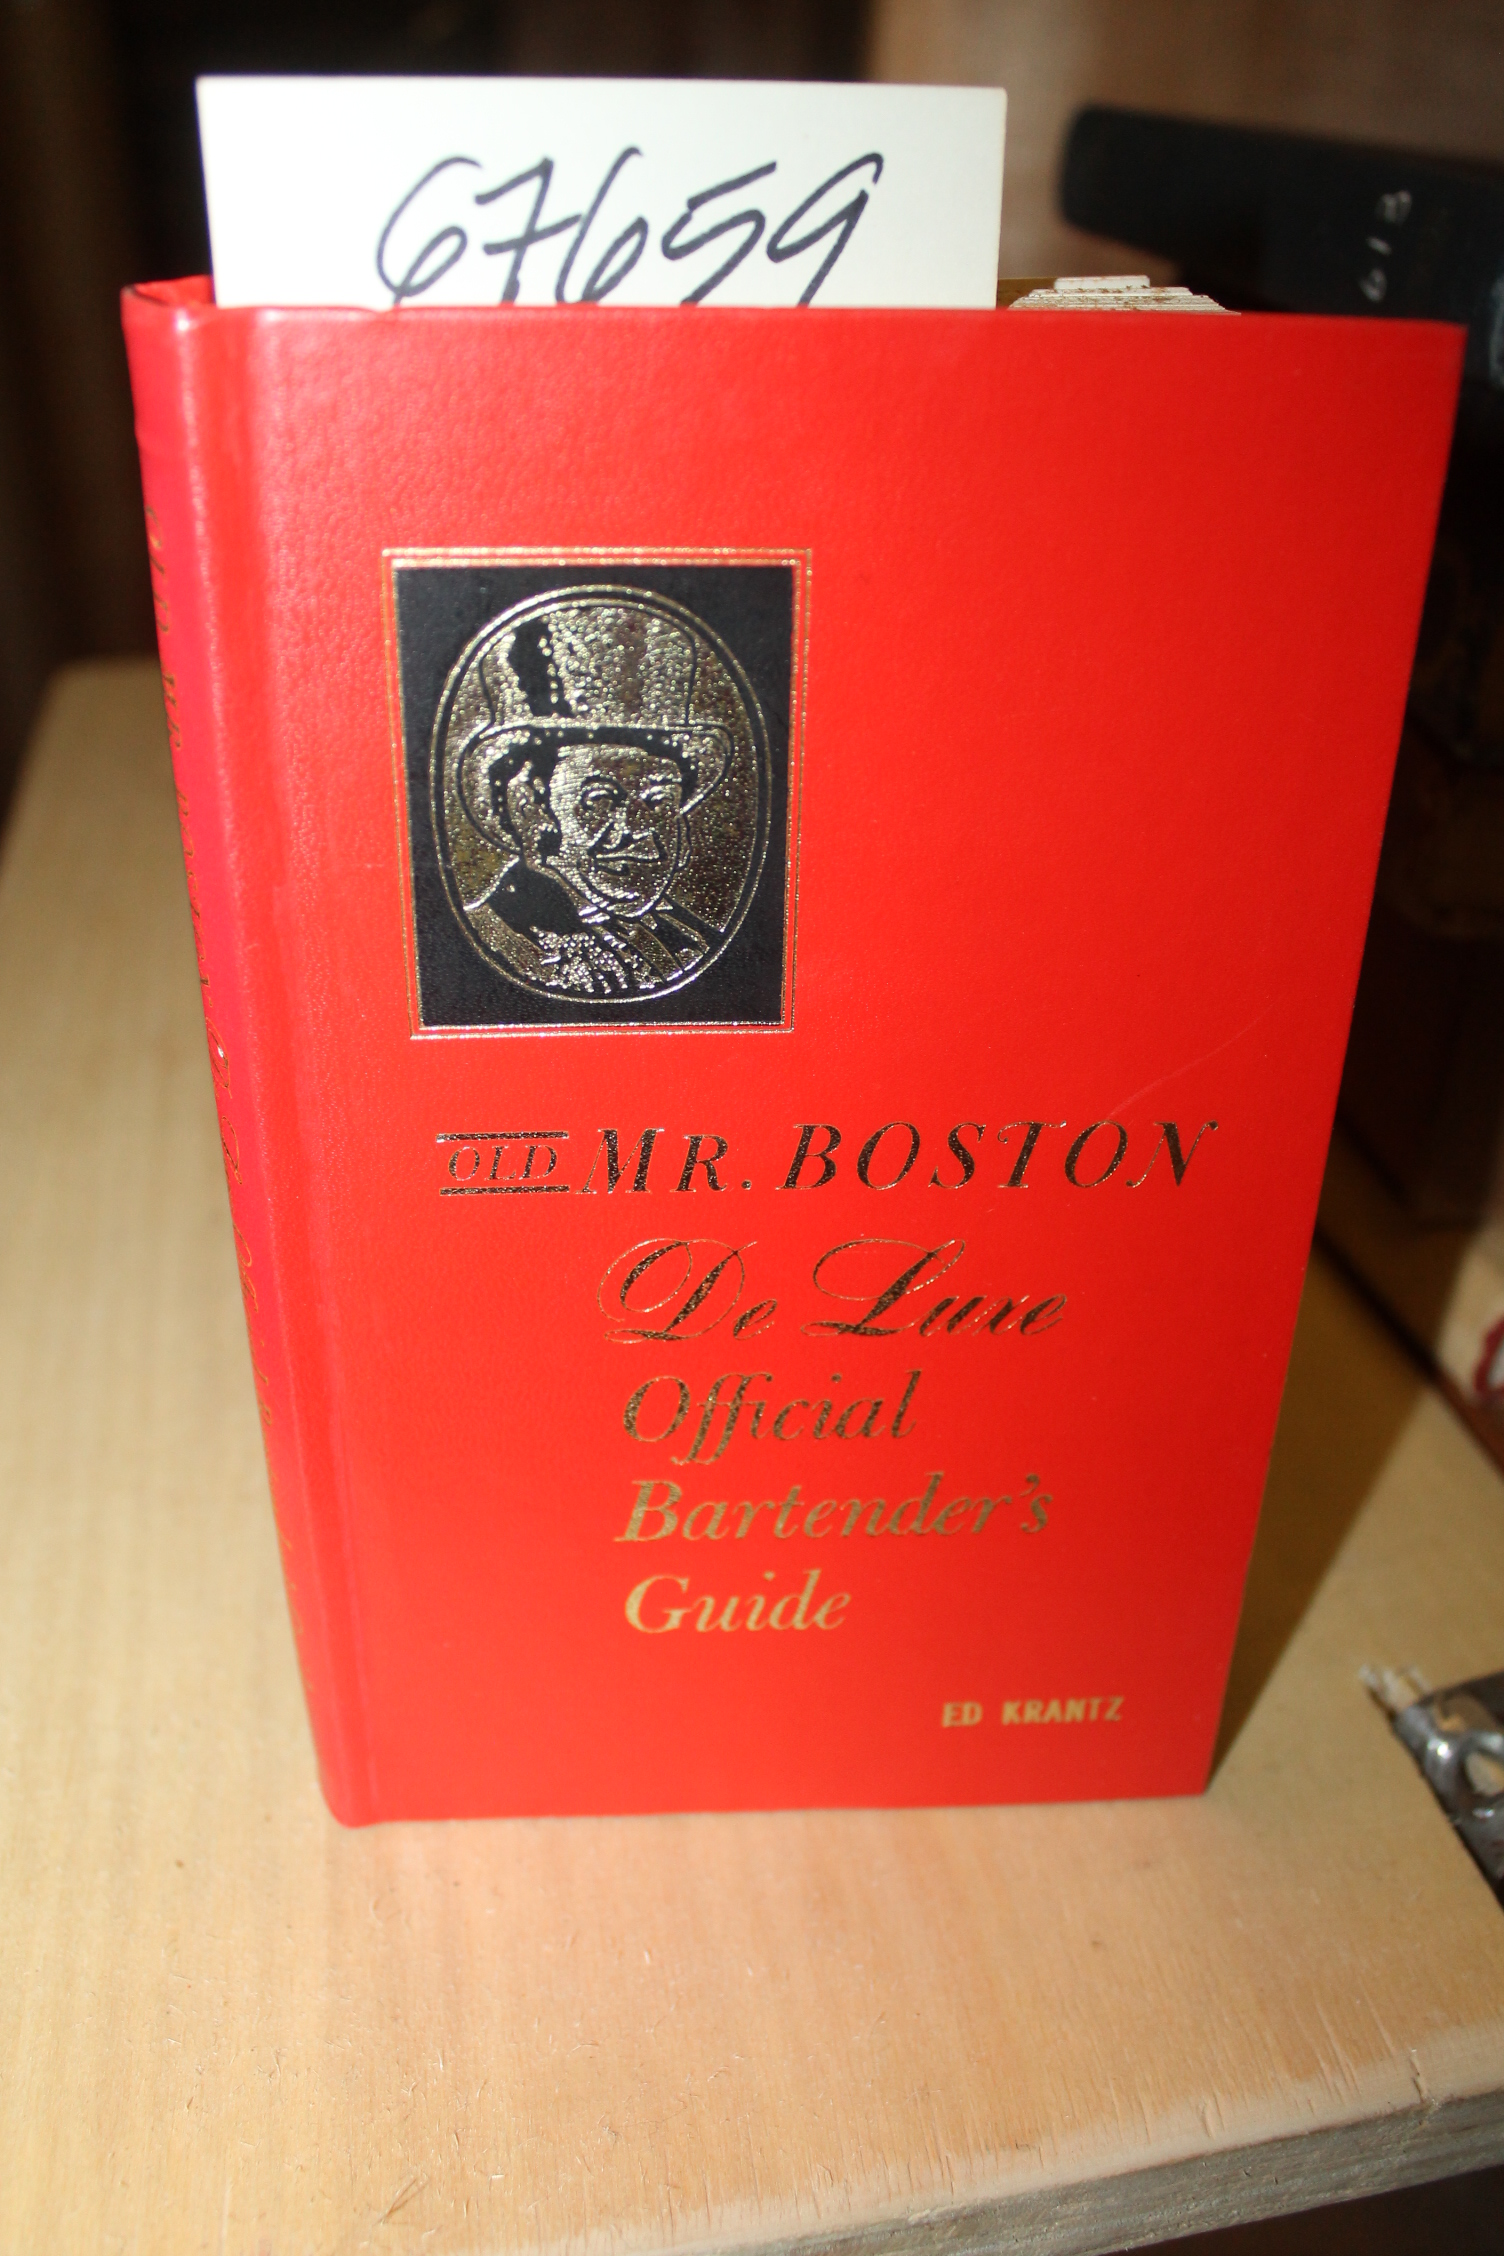 67659
OLD MR. BOSTON
De Luxe
Official
Bartender's
Guide
ED KRANTZ